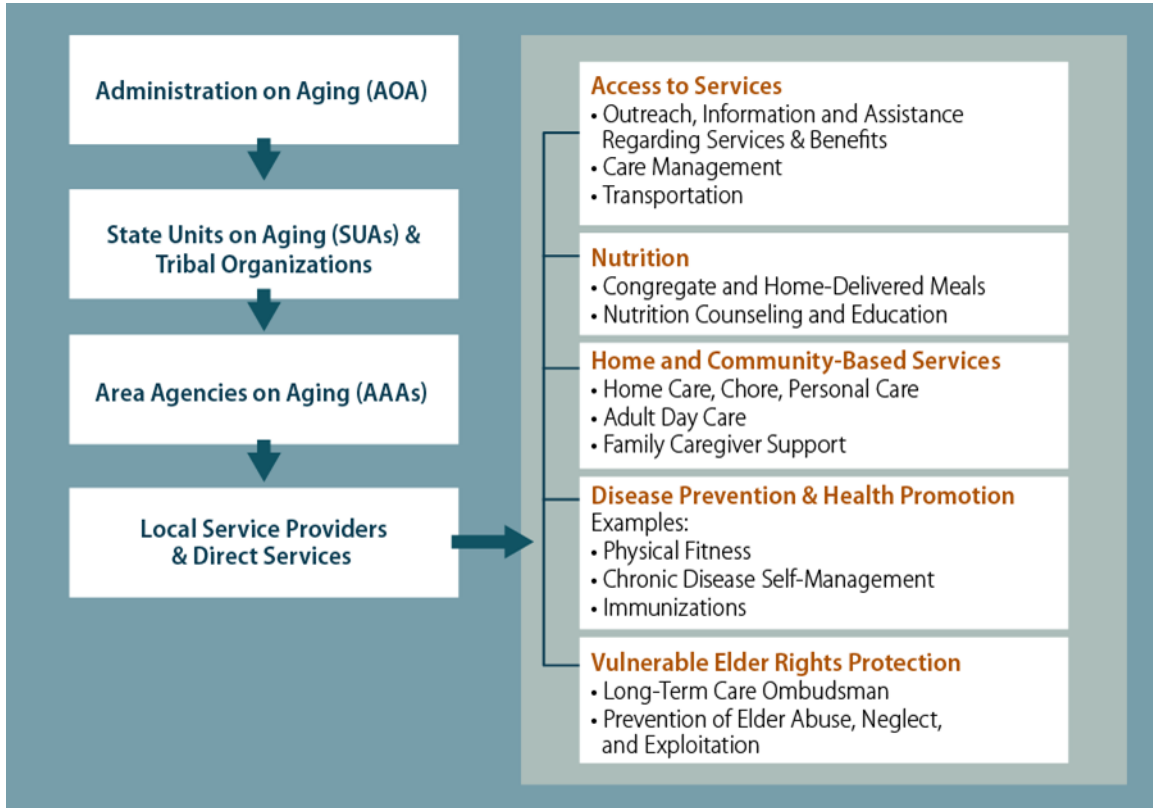 Administration on Aging (AOA)
State Units on Aging (SUAs) &
Tribal Organizations
Area Agencies on Aging (AAAs)
Local Service Providers
& Direct Services
Access to Services
• Outreach, Information and Assistance
Regarding Services & Benefits
• Care Management
• Transportation
Nutrition
• Congregate and Home-Delivered Meals
• Nutrition Counseling and Education
Home and Community-Based Services
• Home Care, Chore, Personal Care
• Adult Day Care
• Family Caregiver Support
Disease Prevention & Health Promotion
Examples:
• Physical Fitness
• Chronic Disease Self-Management
• Immunizations
Vulnerable Elder Rights Protection
• Long-Term Care Ombudsman
• Prevention of Elder Abuse, Neglect,
and Exploitation